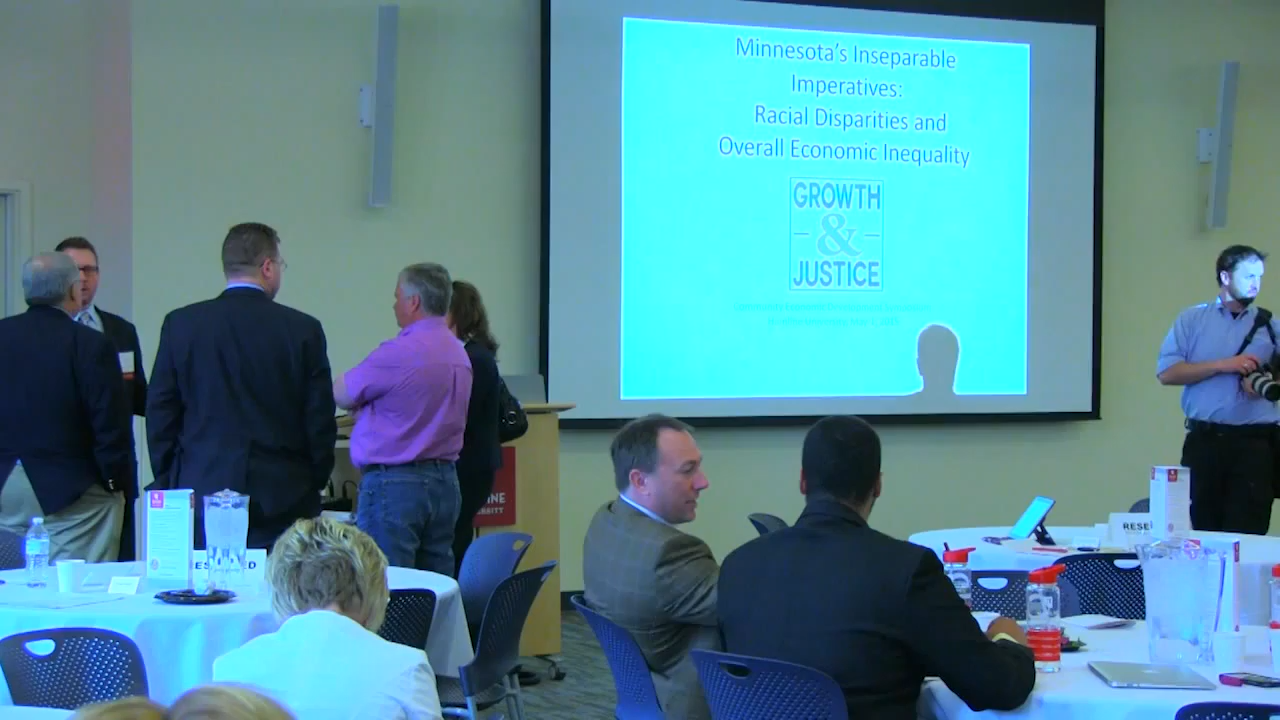 Minnesota's Inseparable
Imperatives:
Racial Disparities and
Overall Economic Inequality
GROWTH
&
JUSTICE